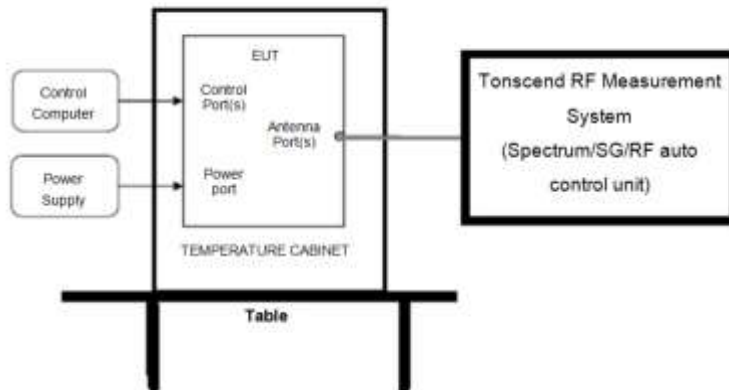 EUT
Control
Computer
Control
Port(s)
Antenna
Port(s)
Power
Supply
Power
port
TEMPERATURE CABINET
Table
Tonscend RF Measurement
System
(Spectrum/SG/RF auto
control unit)